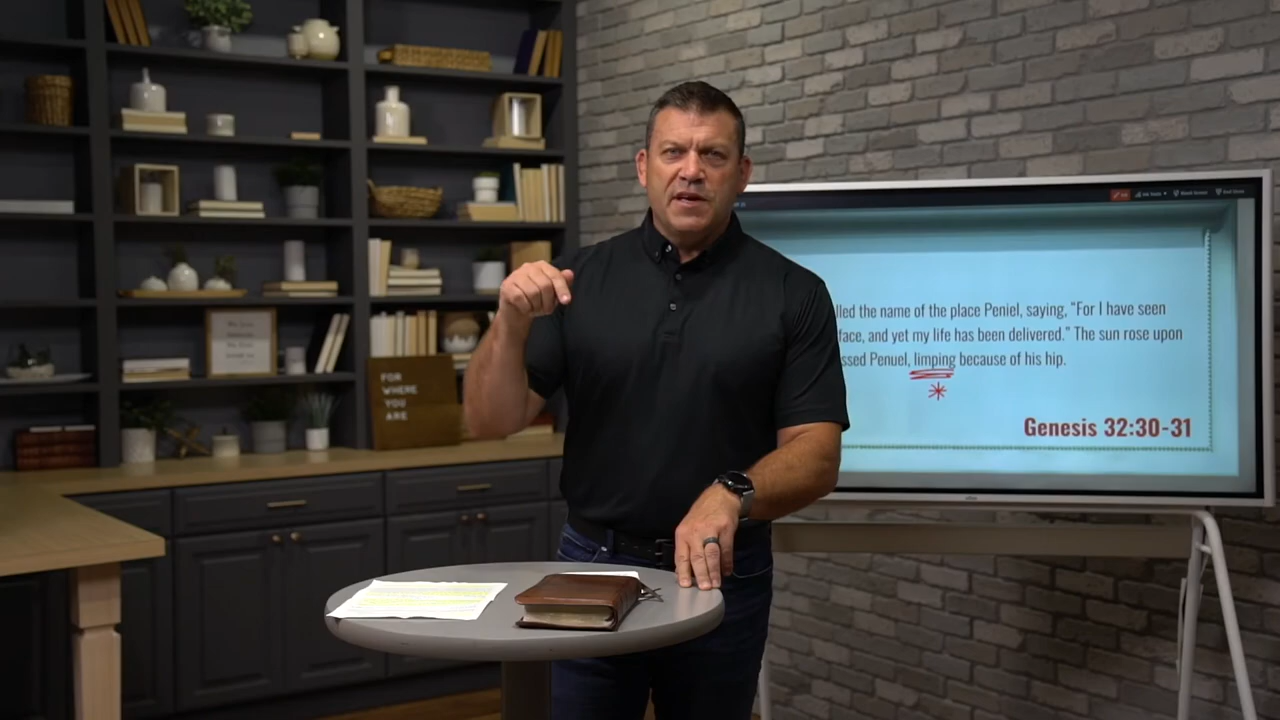 lled the name of the place Peniel, saying, “For I have seen
face, and yet my life has been delivered.” The sun rose upon
ssed Penuel, limping because of his hip.
Genesis 32:30-31
FOR
WHERE
YOU
ARE